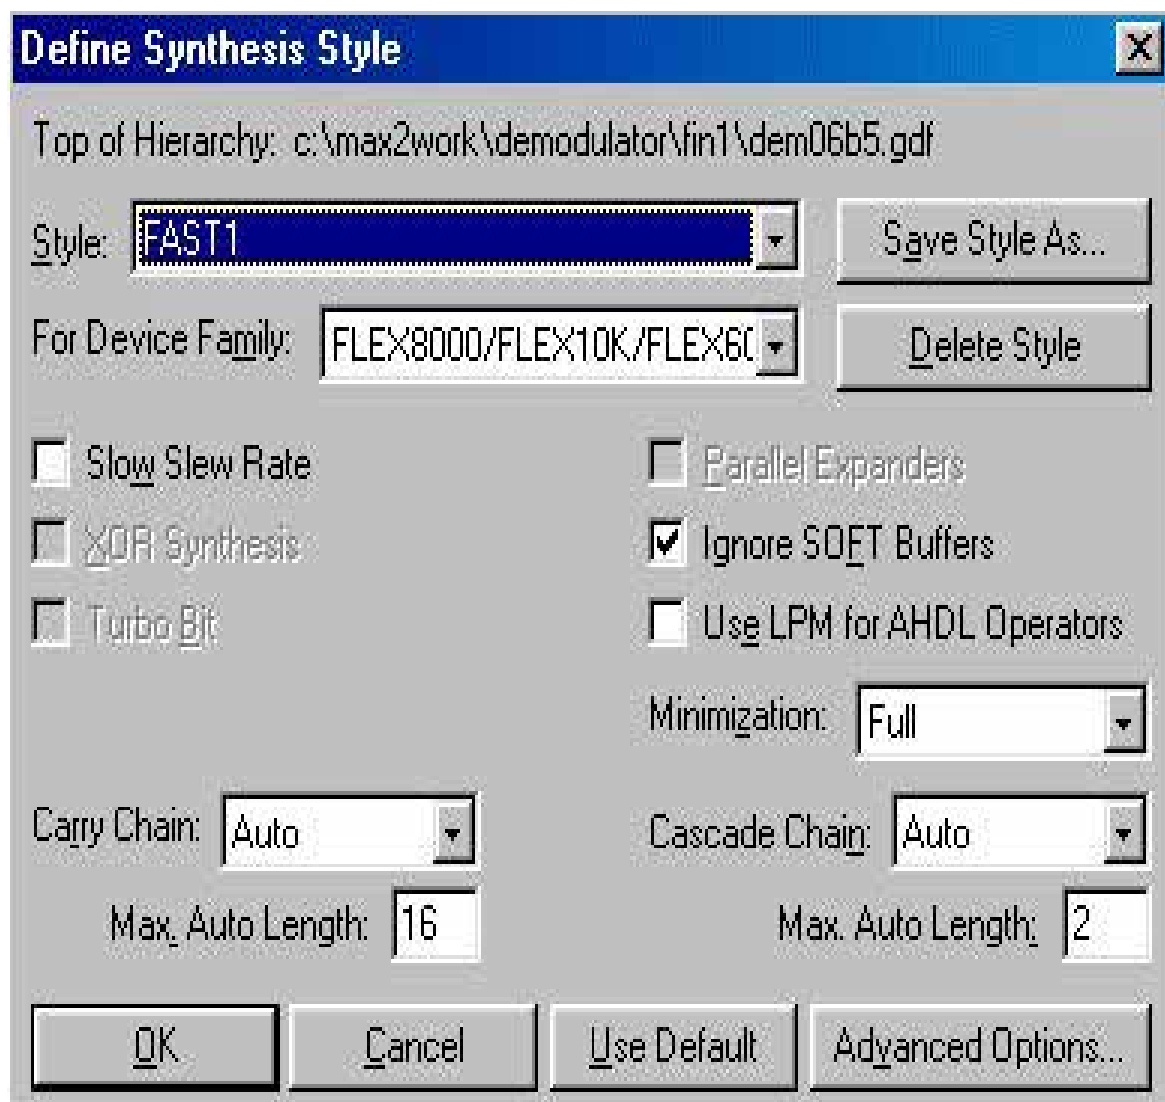 Define Synthesis Style
Top of Hierarchy: c:\max2work\demodulator\fin1\dem06b5.gdf
Style: FAST1 Save Style As...
For Device Family: FLEX8000/FLEX10K/FLEX60 Delete Style
Slow Slew Rate Parallel Expanders
XOR Synthesis Ignore SOFT Buffers
Turbo Bit Use LPM for AHDL Operators
Minimization: Full
Carry Chain: Auto Cascade Chain: Auto
Max. Auto Length: 16 Max. Auto Length: 2
OK Cancel Use Default Advanced Options...